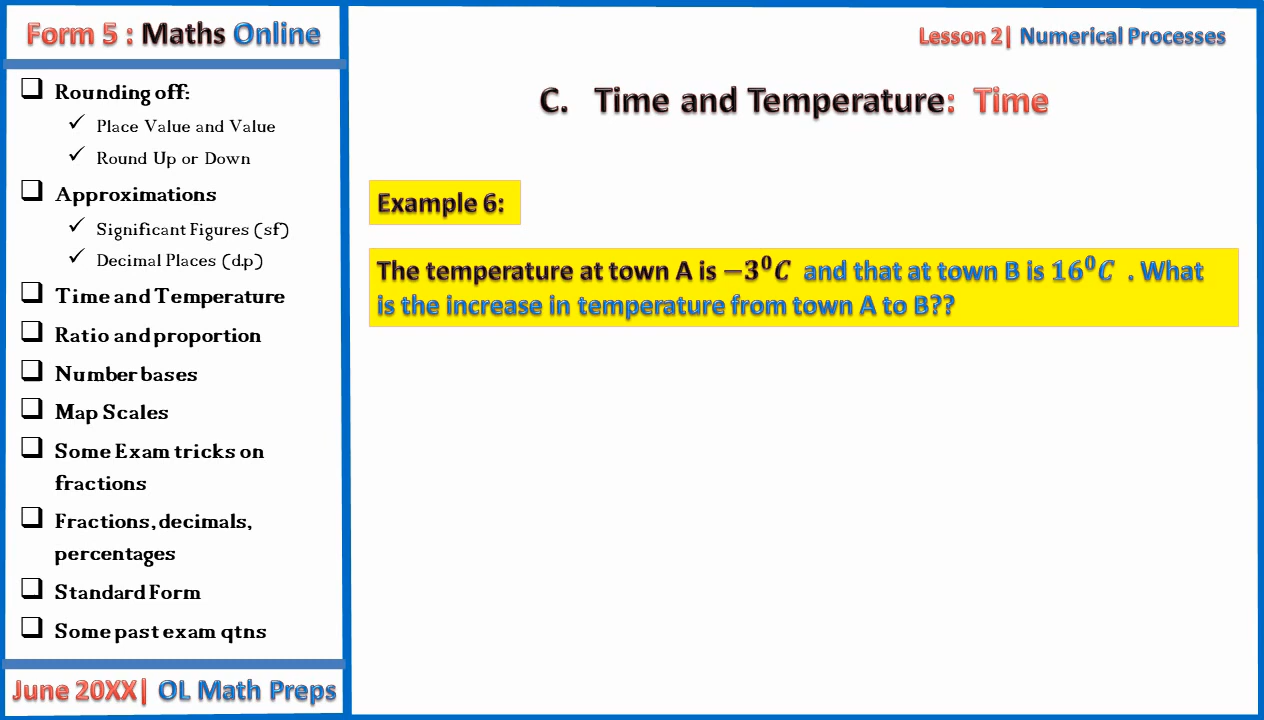 Form 5 : Maths Online
❑ Rounding off:
✓ Place Value and Value
✓ Round Up or Down
❑ Approximations
✓ Significant Figures (sf)
✓ Decimal Places (d.p)
❑ Time and Temperature
❑ Ratio and proportion
❑ Number bases
❑ Map Scales
❑ Some Exam tricks on
fractions
❑ Fractions, decimals,
percentages
❑ Standard Form
❑ Some past exam qtns
June 20XX| OL Math Preps
Lesson 2| Numerical Processes
C. Time and Temperature: Time
Example 6:
The temperature at town A is −3⁰C and that at town B is 16⁰C . What
is the increase in temperature from town A to B??